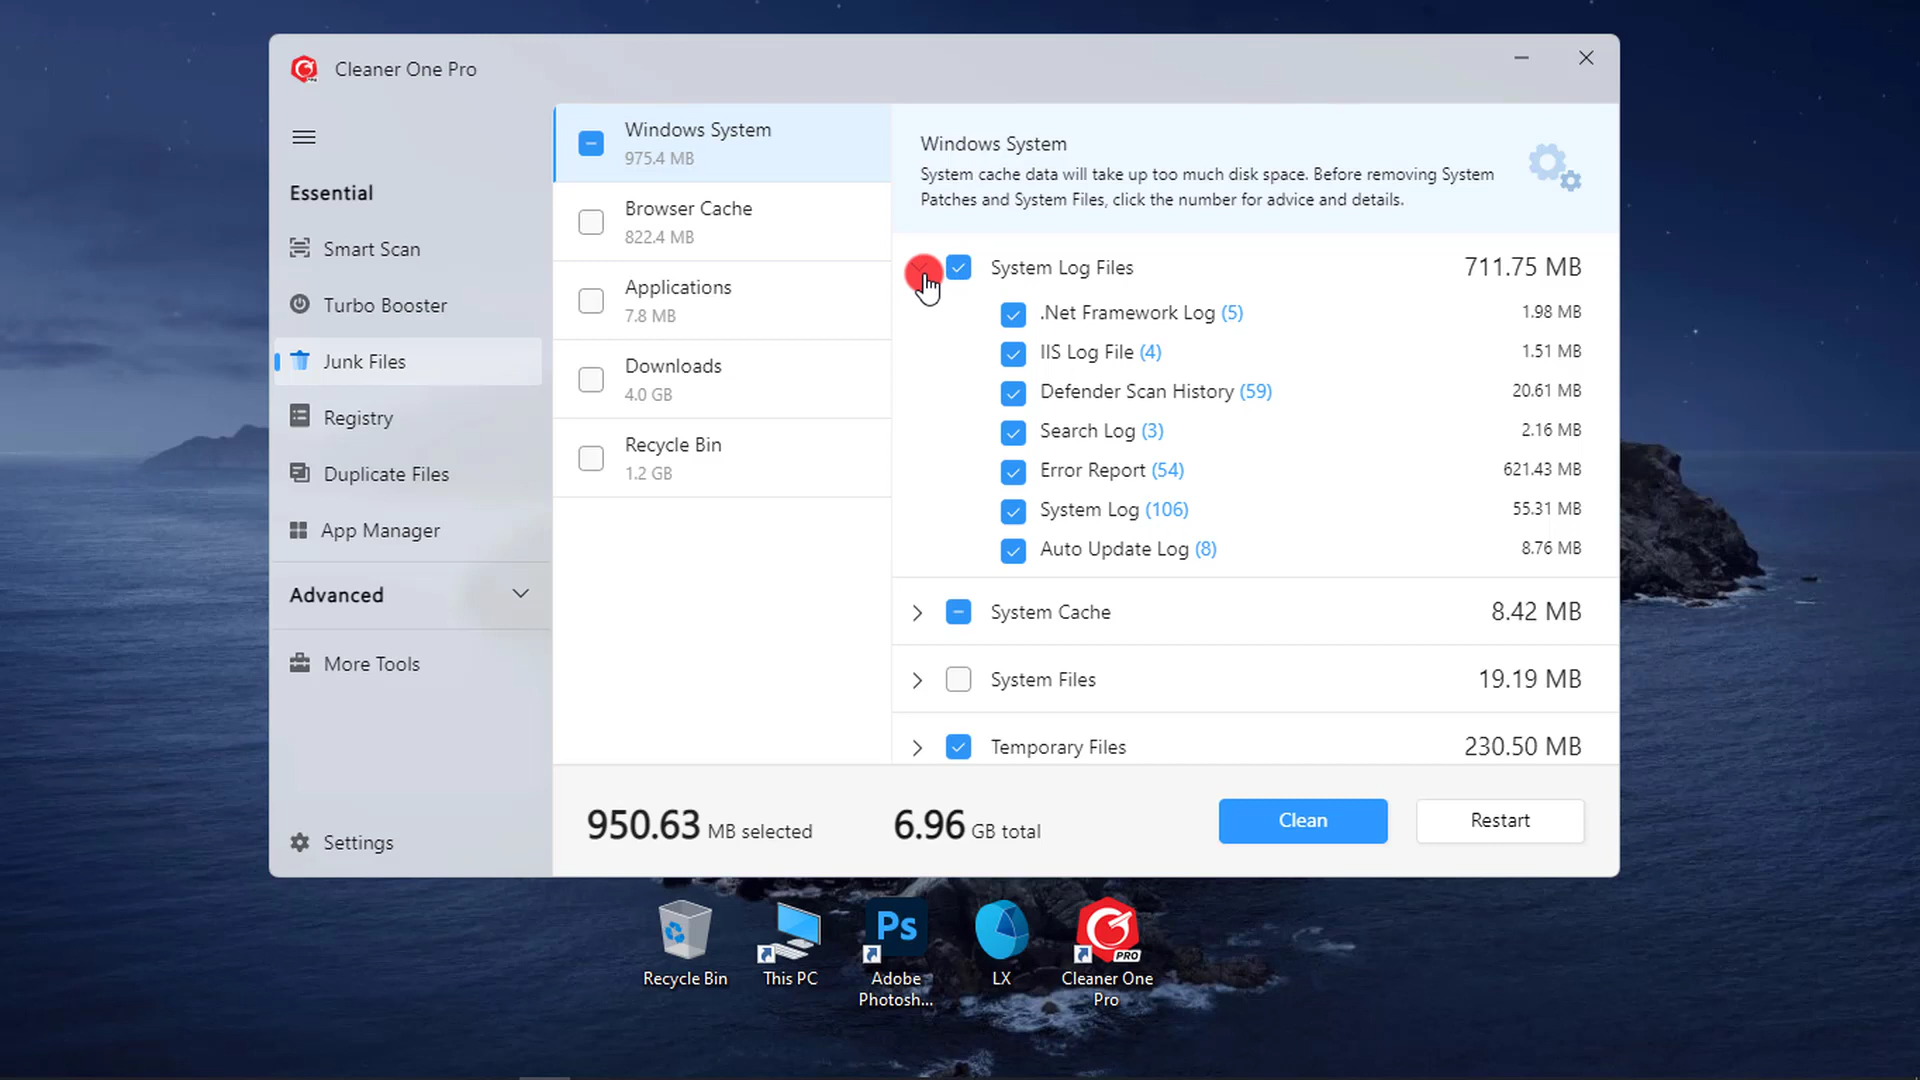 Cleaner One Pro
Essential
Smart Scan
Turbo Booster
Junk Files
Registry
Duplicate Files
App Manager
Advanced
More Tools
Settings
Windows System
975.4 MB
Browser Cache
822.4 MB
Applications
7.8 MB
Downloads
4.0 GB
Recycle Bin
1.2 GB
Windows System
System cache data will take up too much disk space. Before removing System
Patches and System Files, click the number for advice and details.
System Log Files 711.75 MB
.Net Framework Log (5) 1.98 MB
IIS Log File (4) 1.51 MB
Defender Scan History (59) 20.61 MB
Search Log (3) 2.16 MB
Error Report (54) 621.43 MB
System Log (106) 55.31 MB
Auto Update Log (8) 8.76 MB
System Cache 8.42 MB
System Files 19.19 MB
Temporary Files 230.50 MB
950.63 MB selected 6.96 GB total Clean Restart
Ps
PRO
Recycle Bin
This PC
Adobe
Photosh...
LX
Cleaner One
Pro